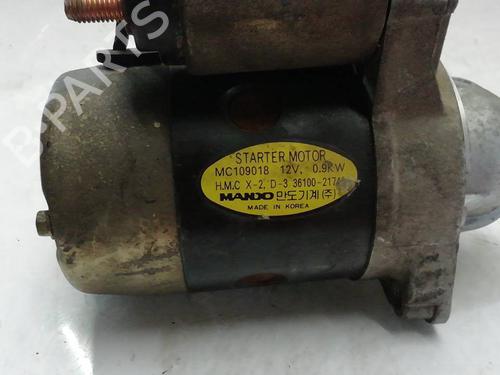 B-PARTS
STARTER MOTOR
MC109018 12V, 0.9KW
H.M.C X-2, D-3 36100-2174
MANDO 만도기계(주)
MADE IN KOREA